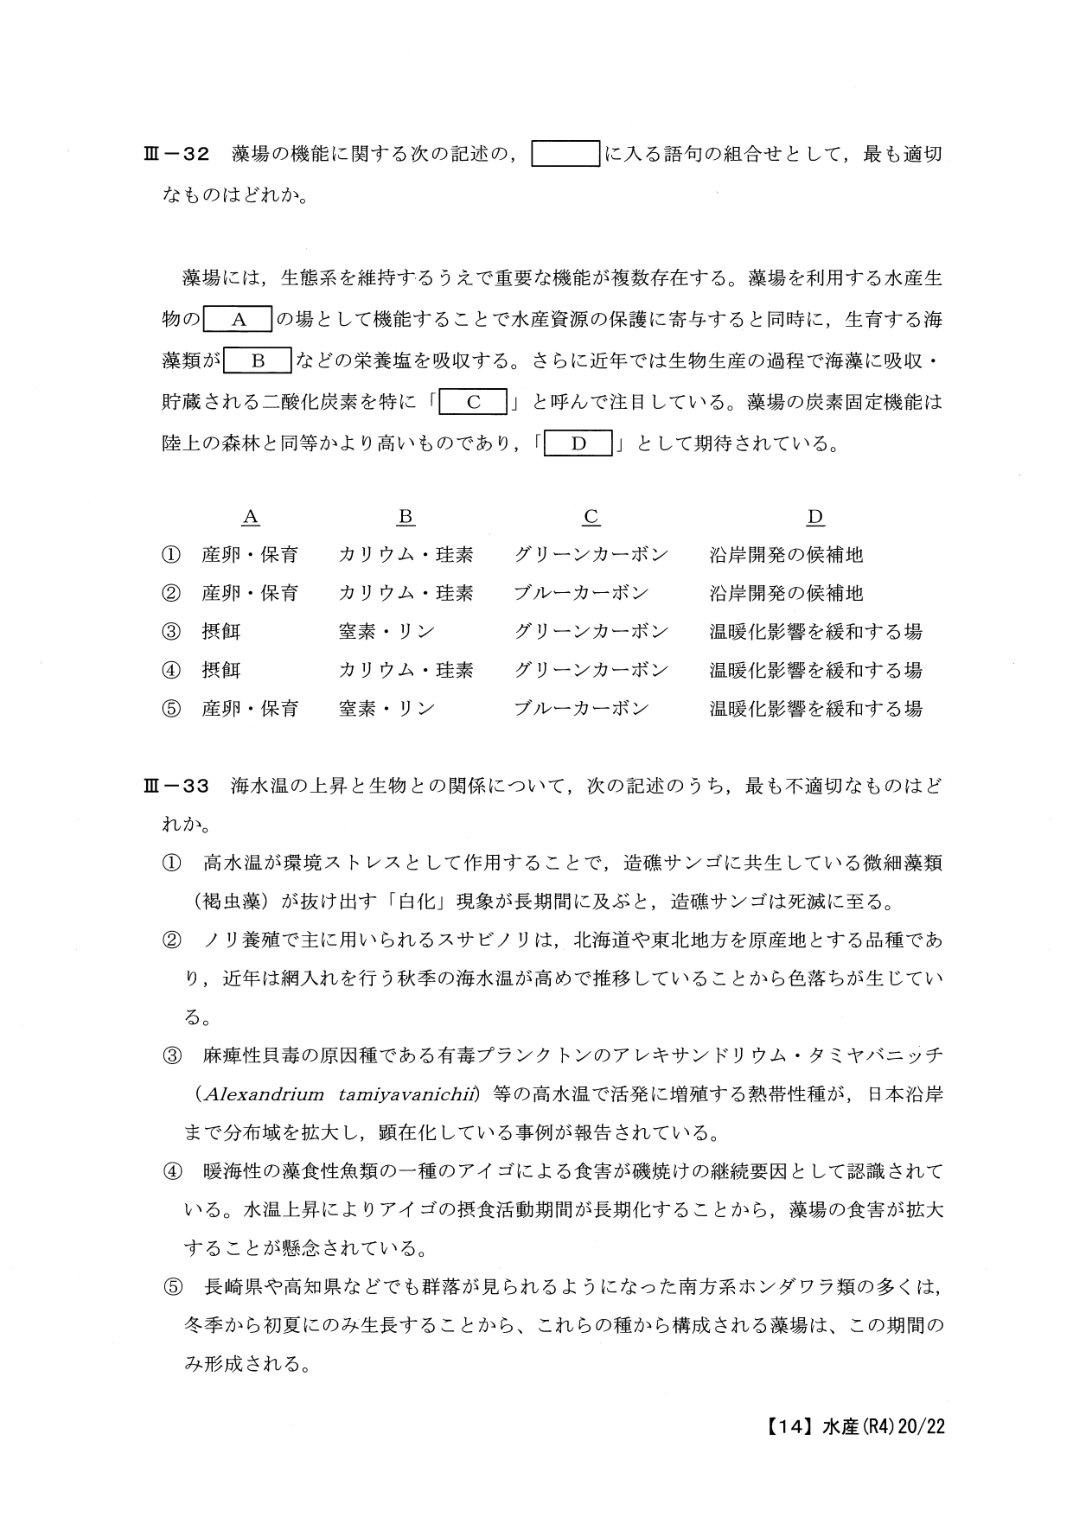 Ⅲ－32　藻場の機能に関する次の記述の，　　　に入る語句の組合せとして，最も適切
なものはどれか。
藻場には，生態系を維持するうえで重要な機能が複数存在する。藻場を利用する水産生
物の　A　の場として機能することで水産資源の保護に寄与すると同時に，生育する海
藻類が　B　などの栄養塩を吸収する。さらに近年では生物生産の過程で海藻に吸収・
貯蔵される二酸化炭素を特に「　C　」と呼んで注目している。藻場の炭素固定機能は
陸上の森林と同等かより高いものであり，「　D　」として期待されている。
A　B　C　D
①　産卵・保育　カリウム・珪素　グリーンカーボン　沿岸開発の候補地
②　産卵・保育　カリウム・珪素　ブルーカーボン　沿岸開発の候補地
③　摂餌　窒素・リン　グリーンカーボン　温暖化影響を緩和する場
④　摂餌　カリウム・珪素　グリーンカーボン　温暖化影響を緩和する場
⑤　産卵・保育　窒素・リン　ブルーカーボン　温暖化影響を緩和する場
Ⅲ－33　海水温の上昇と生物との関係について，次の記述のうち，最も不適切なものはど
れか。
①　高水温が環境ストレスとして作用することで，造礁サンゴに共生している微細藻類
（褐虫藻）が抜け出す「白化」現象が長期間に及ぶと，造礁サンゴは死滅に至る。
②　ノリ養殖で主に用いられるスサビノリは，北海道や東北地方を原産地とする品種であ
り，近年は網入れを行う秋季の海水温が高めで推移していることから色落ちが生じてい
る。
③　麻痺性貝毒の原因種である有毒プランクトンのアレキサンドリウム・タミヤバニッチ
（Alexandrium tamiyavanichii）等の高水温で活発に増殖する熱帯性種が，日本沿岸
まで分布域を拡大し，顕在化している事例が報告されている。
④　暖海性の藻食性魚類の一種のアイゴによる食害が磯焼けの継続要因として認識されて
いる。水温上昇によりアイゴの摂食活動期間が長期化することから，藻場の食害が拡大
することが懸念されている。
⑤　長崎県や高知県などでも群落が見られるようになった南方系ホンダワラ類の多くは，
冬季から初夏にのみ生長することから、これらの種から構成される藻場は、この期間の
み形成される。
【14】水産(R4)20/22